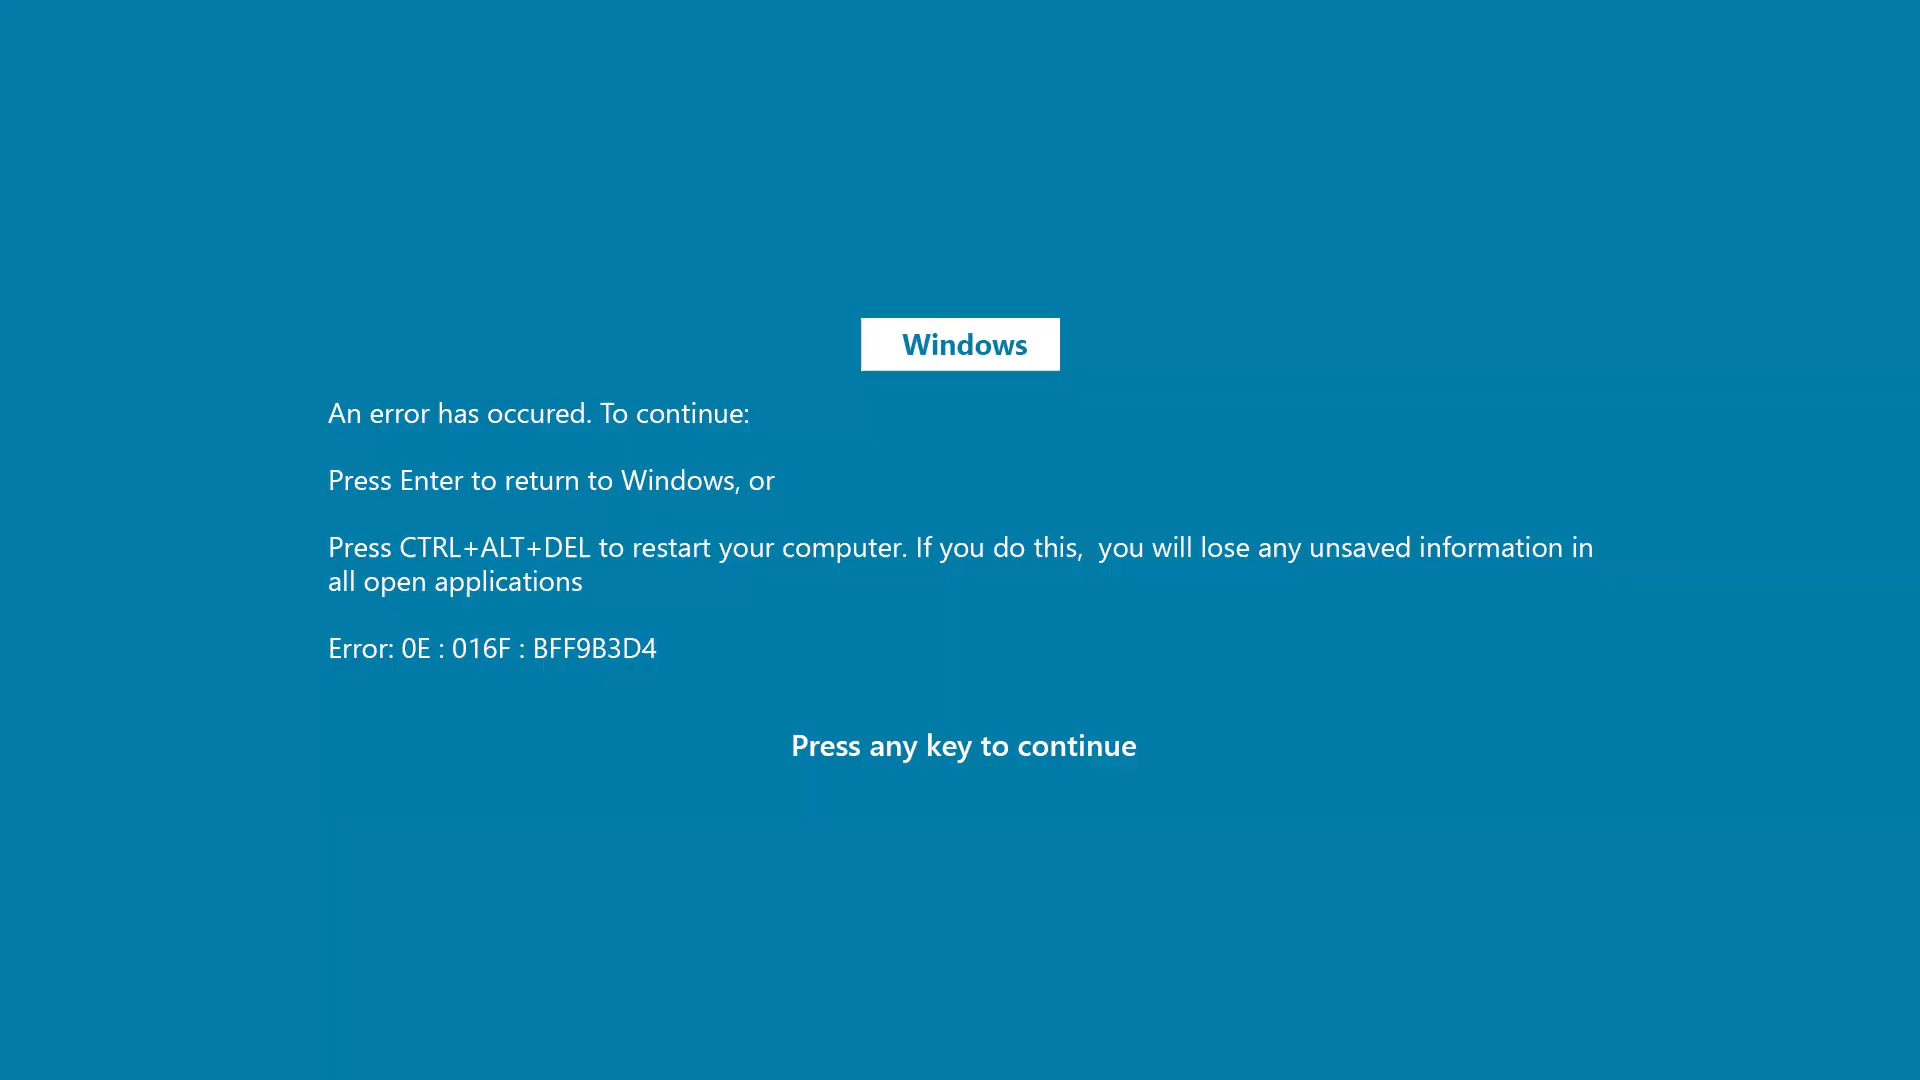 Windows
An error has occured. To continue:
Press Enter to return to Windows, or
Press CTRL+ALT+DEL to restart your computer. If you do this,  you will lose any unsaved information in
all open applications
Error: 0E : 016F : BFF9B3D4
Press any key to continue